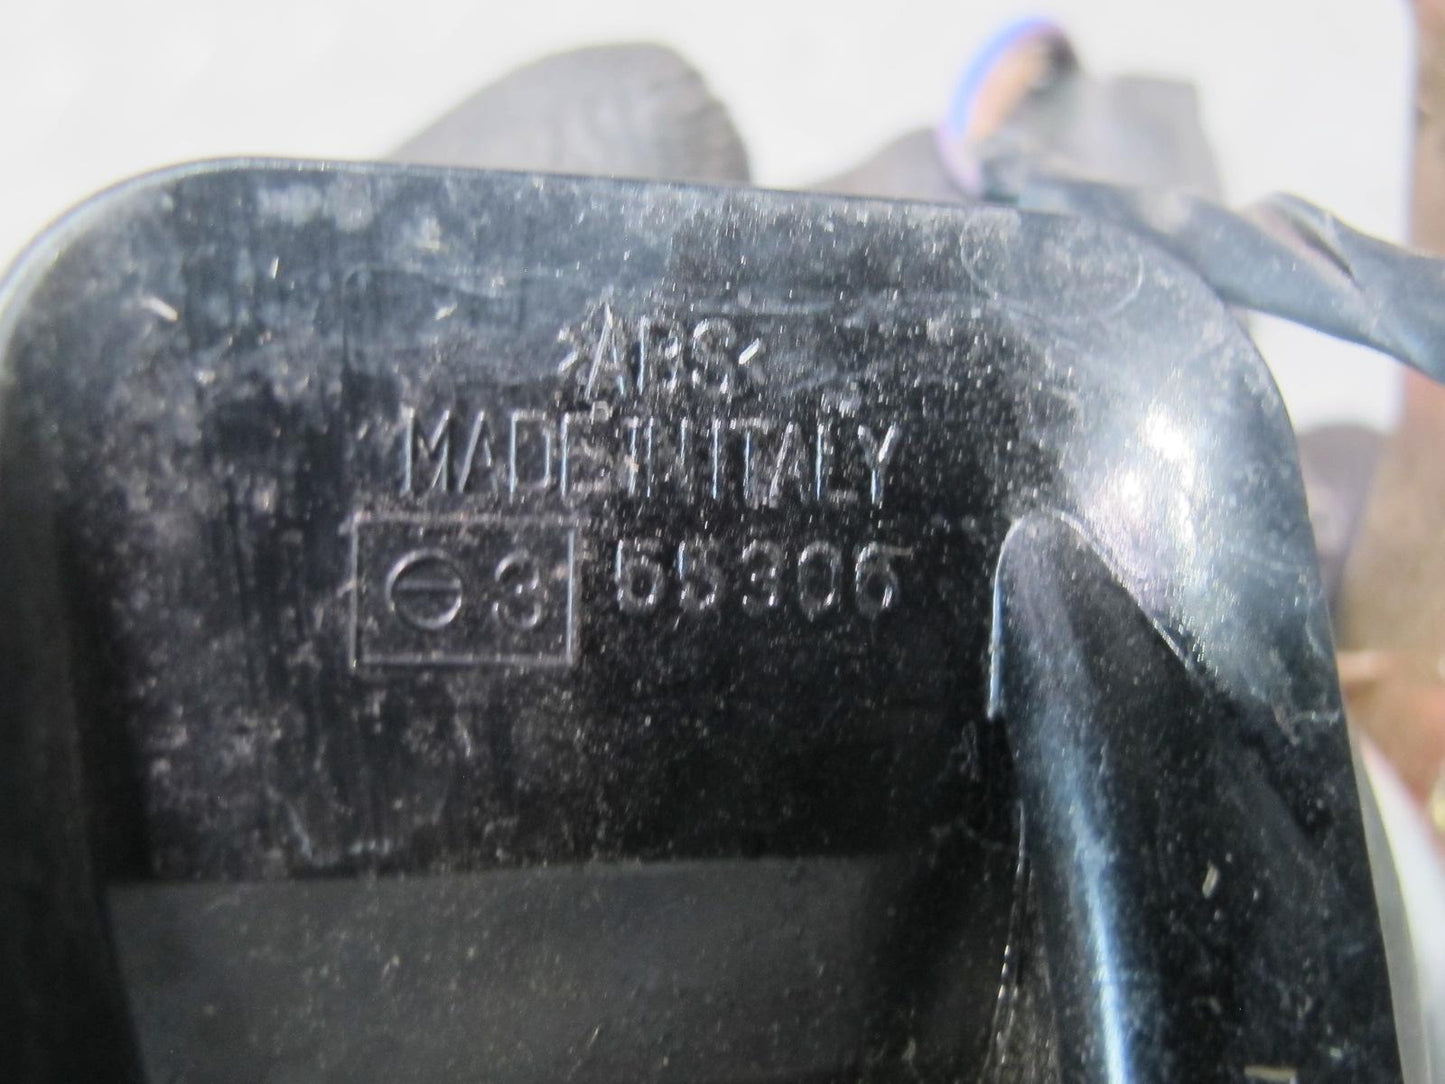 >ABS<
MADE IN ITALY
⊖ 3 55306